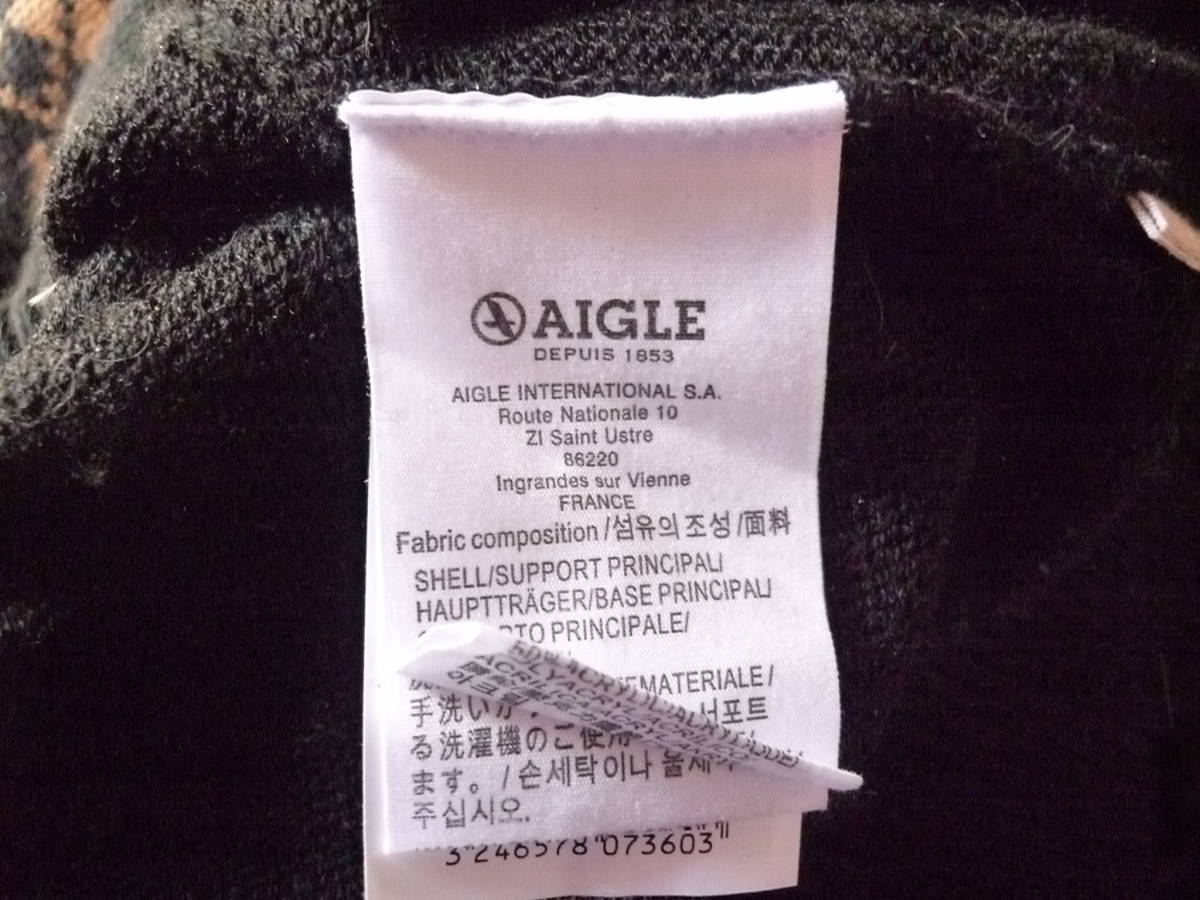 AIGLE
DEPUIS 1853
AIGLE INTERNATIONAL S.A.
Route Nationale 10
ZI Saint Ustre
86220
Ingrandes sur Vienne
FRANCE
Fabric composition /섬유의 조성 /面料
SHELL/SUPPORT PRINCIPAL/
HAUPTTRÄGER/BASE PRINCIPAL/
PRINCIPALE/
手洗いか
서포트
る洗濯機のご使用
ます。/ 손세탁이나
주십시오.
3 246578 073603